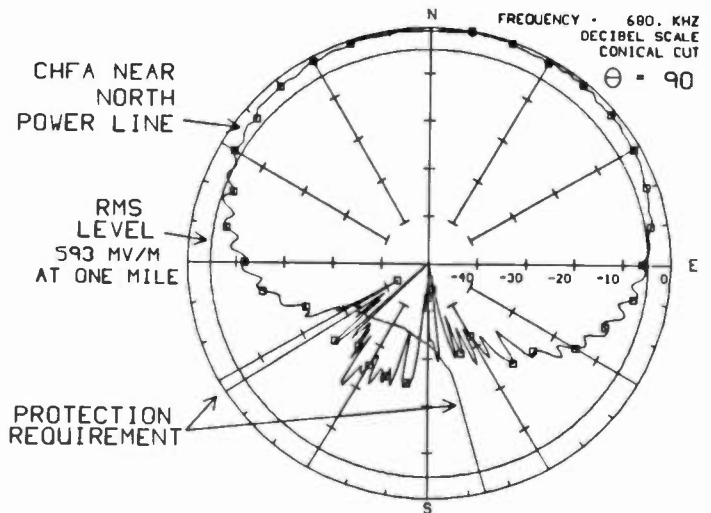 N
FREQUENCY - 680. KHZ
DECIBEL SCALE
CONICAL CUT
Θ = 90
CHFA NEAR
NORTH
POWER LINE
RMS
LEVEL
593 MV/M
AT ONE MILE
-40 -30 -20 -10 0 E
PROTECTION
REQUIREMENT
S